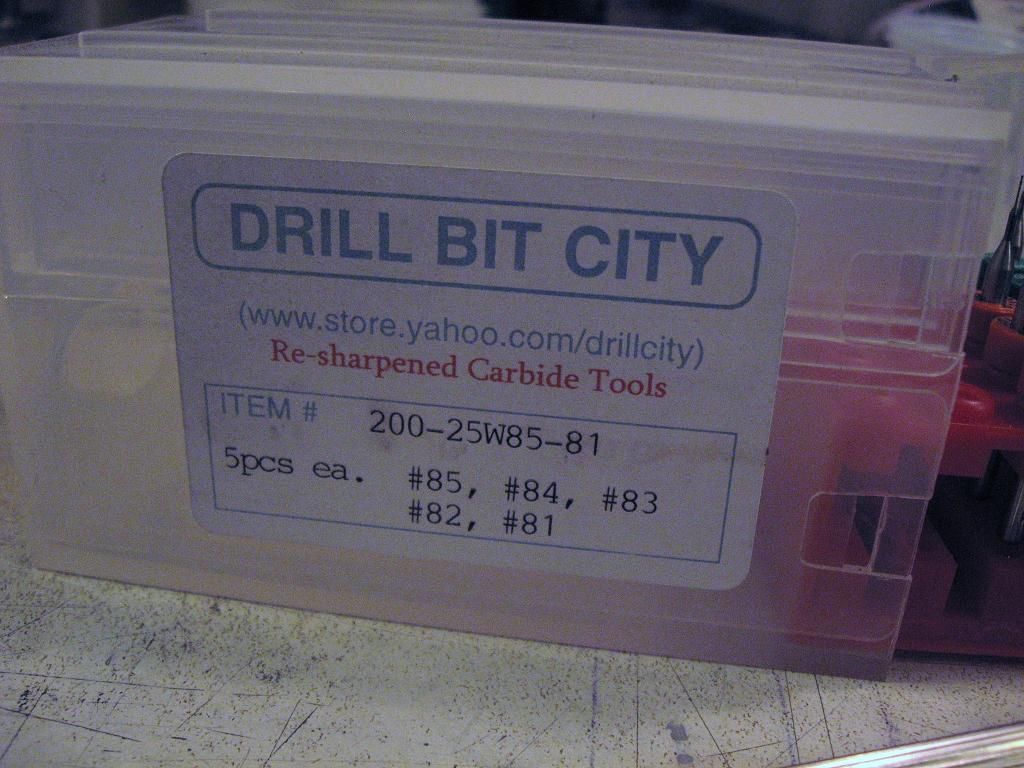 DRILL BIT CITY
(www.store.yahoo.com/drillcity)
Re-sharpened Carbide Tools
ITEM # 200-25W85-81
5pcs ea. #85, #84, #83
#82, #81